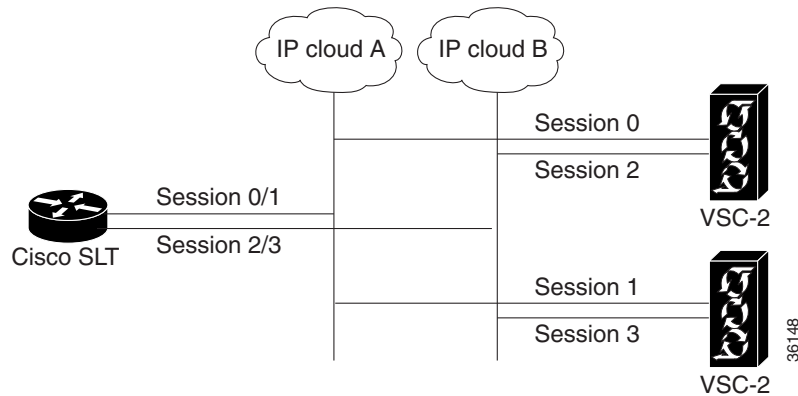 IP cloud A
IP cloud B
Session 0
Session 2
VSC-2
Session 0/1
Session 2/3
Cisco SLT
Session 1
Session 3
VSC-2
36148